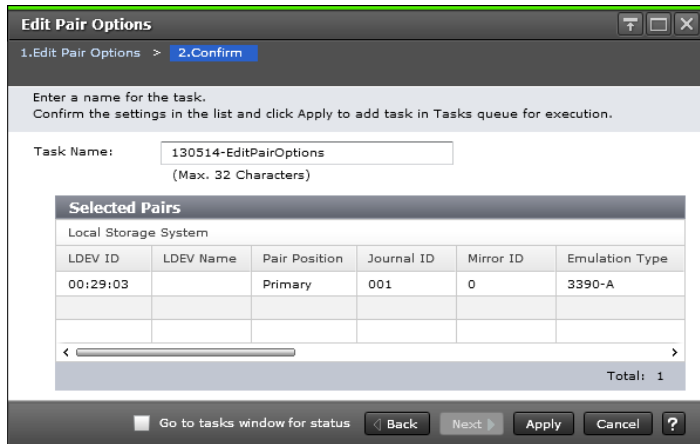 Edit Pair Options
1.Edit Pair Options > 2.Confirm
Enter a name for the task.
Confirm the settings in the list and click Apply to add task in Tasks queue for execution.
Task Name: 130514-EditPairOptions
(Max. 32 Characters)
Selected Pairs
Local Storage System
LDEV ID LDEV Name Pair Position Journal ID Mirror ID Emulation Type
00:29:03 Primary 001 0 3390-A
Total: 1
Go to tasks window for status Back Next Apply Cancel ?